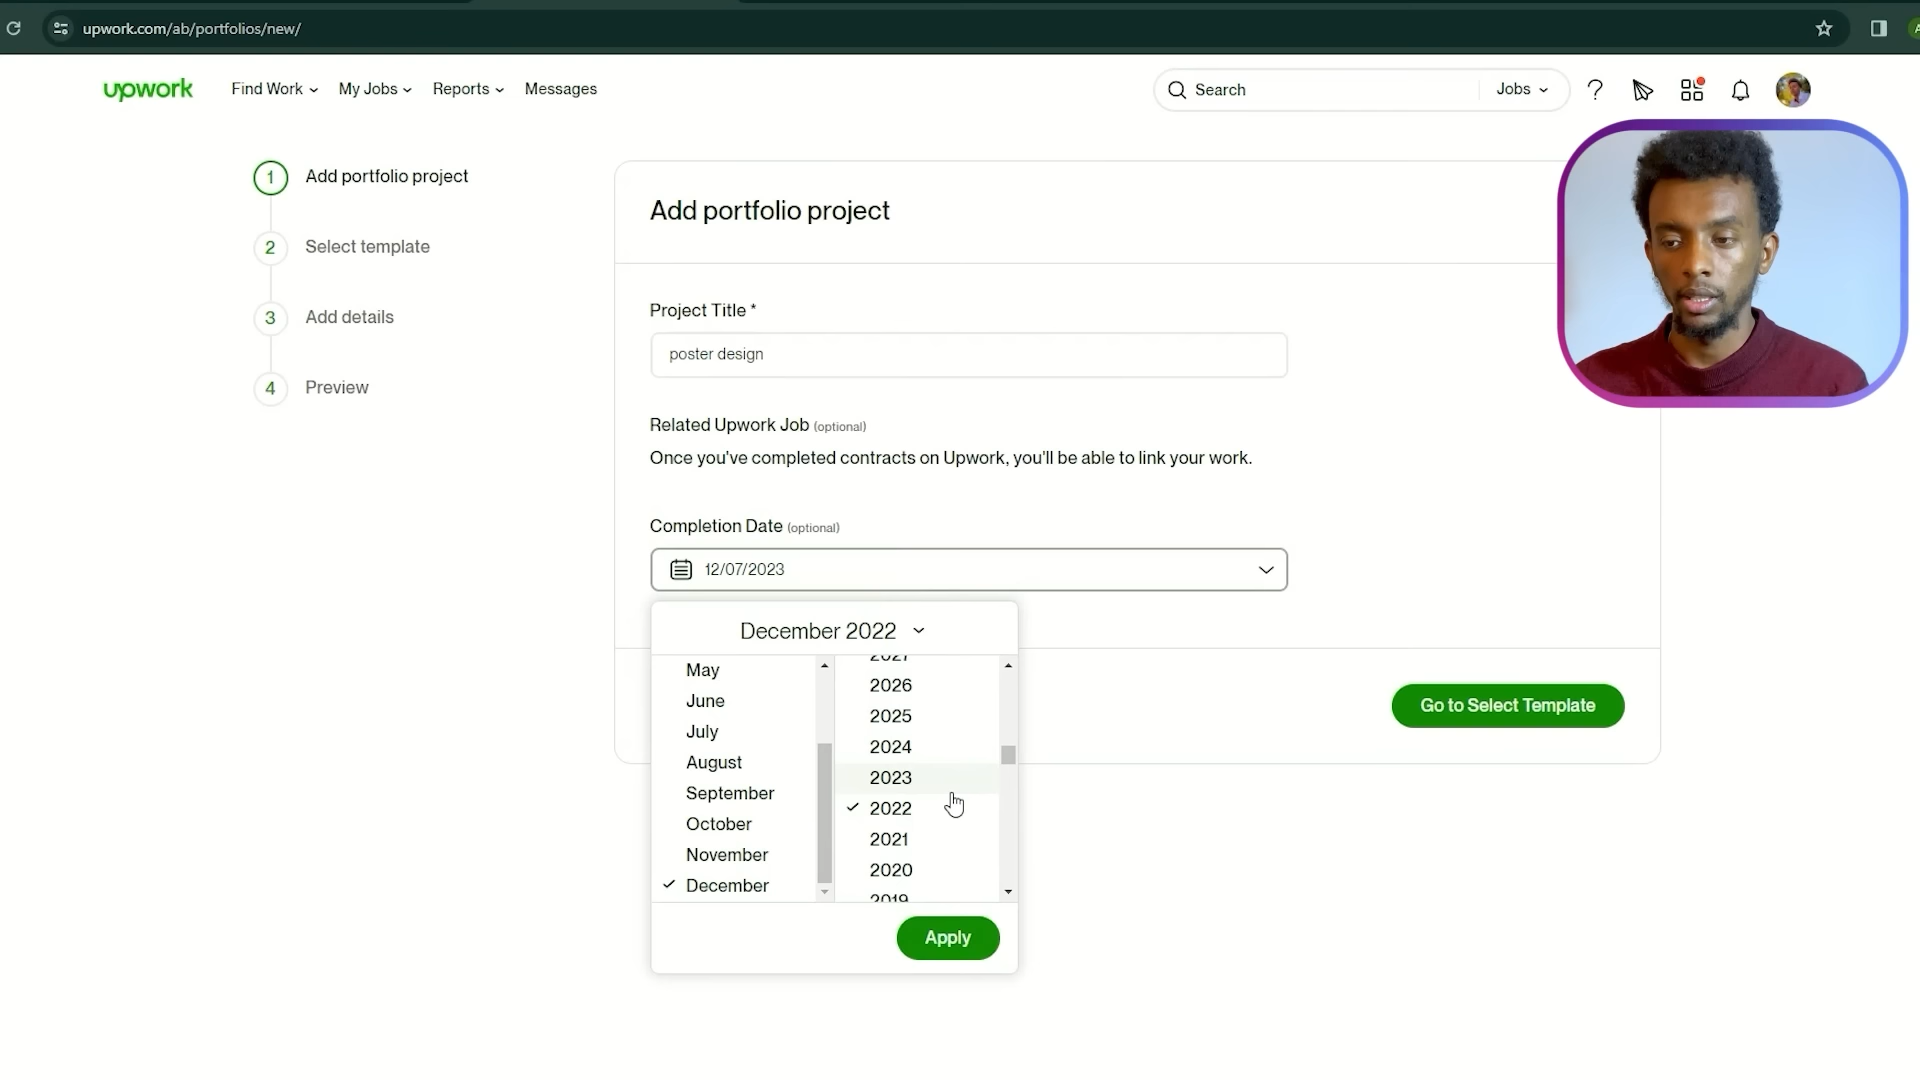 upwork.com/ab/portfolios/new/
upwork
Find Work
My Jobs
Reports
Messages
Search
Jobs
1
Add portfolio project
2
Select template
3
Add details
4
Preview
Add portfolio project
Project Title *
poster design
Related Upwork Job (optional)
Once you've completed contracts on Upwork, you'll be able to link your work.
Completion Date (optional)
12/07/2023
December 2022
May
June
July
August
September
October
November
December
2027
2026
2025
2024
2023
2022
2021
2020
2019
Apply
Go to Select Template